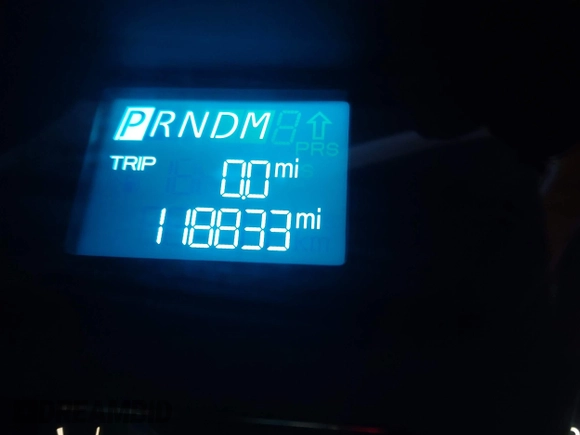 PRNDM
PRS
TRIP 0.0 mi
118833 mi